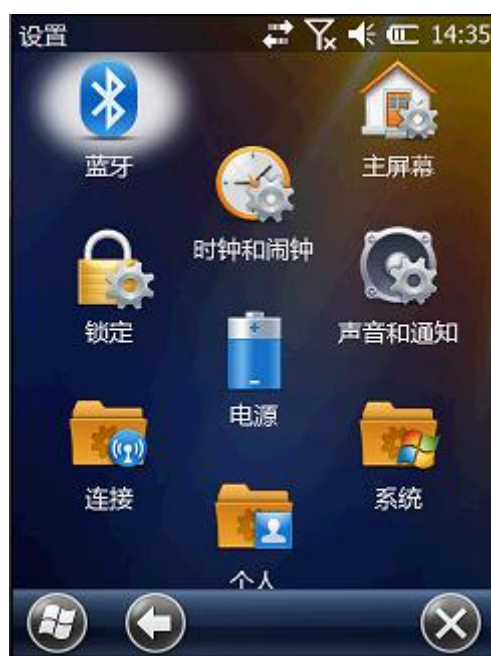 设置 14:35
蓝牙
主屏幕
时钟和闹钟
锁定
声音和通知
电源
连接
系统
个人